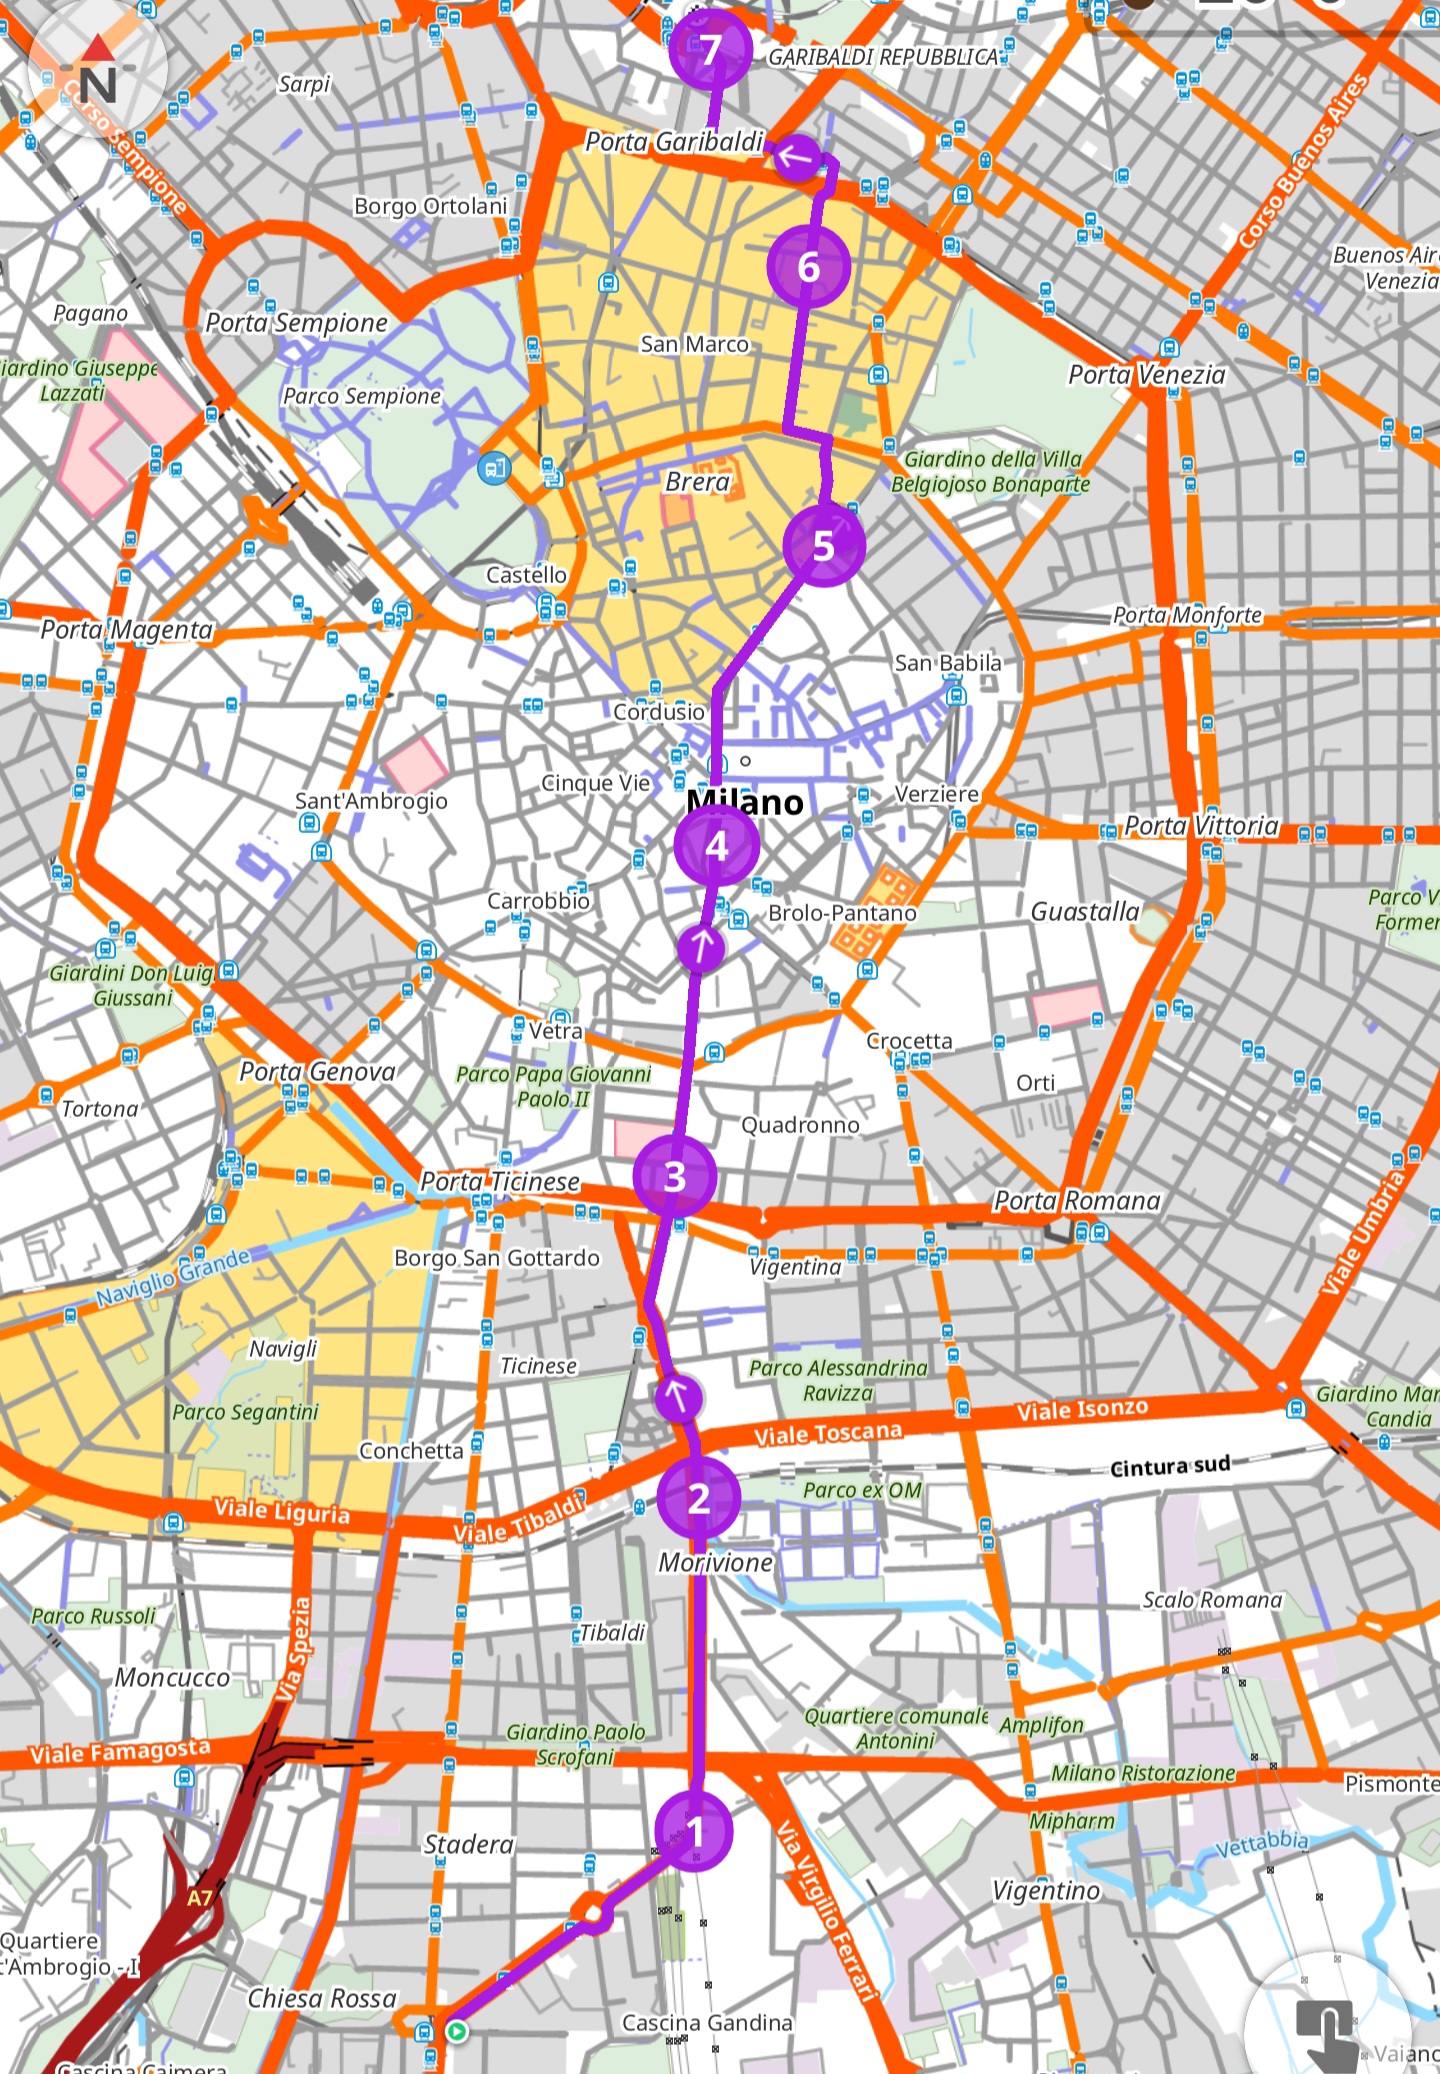 7
GARIBALDI REPUBBLICA
Sarpi
N
Corso Sempione
Porta Garibaldi
Corso Buenos Aires
Borgo Ortolani
6
Buenos Air
Venezia
Pagano
Porta Sempione
San Marco
Giardino Giuseppe
Lazzati
Porta Venezia
Parco Sempione
Giardino della Villa
Belgiojoso Bonaparte
Brera
5
Castello
Porta Magenta
Porta Monforte
San Babila
Cordusio
Cinque Vie
Sant'Ambrogio
Milano
Verziere
Porta Vittoria
4
Carrobbio
Brolo-Pantano
Guastalla
Parco V
Former
Giardini Don Luig
Giussani
Vetra
Crocetta
Porta Genova
Parco Papa Giovanni
Paolo II
Orti
Tortona
Quadronno
3
Porta Ticinese
Porta Romana
Viale Umbria
Borgo San Gottardo
Vigentina
Naviglio Grande
Navigli
Ticinese
Parco Alessandrina
Ravizza
Giardino Mar
Candia
Parco Segantini
Viale Isonzo
Viale Toscana
Conchetta
Cintura sud
2
Parco ex OM
Viale Liguria
Viale Tibaldi
Morivione
Parco Russoli
Scalo Romana
Tibaldi
Via Spezia
Moncucco
Giardino Paolo
Scrofani
Quartiere comunale
Antonini
Amplifon
Viale Famagosta
Milano Ristorazione
Pismonte
Mipharm
1
Stadera
Via Virgilio Ferrari
Vettabbia
A7
Vigentino
Quartiere
t'Ambrogio - I
Chiesa Rossa
Cascina Gandina
Vaiano
Cascina Caimera